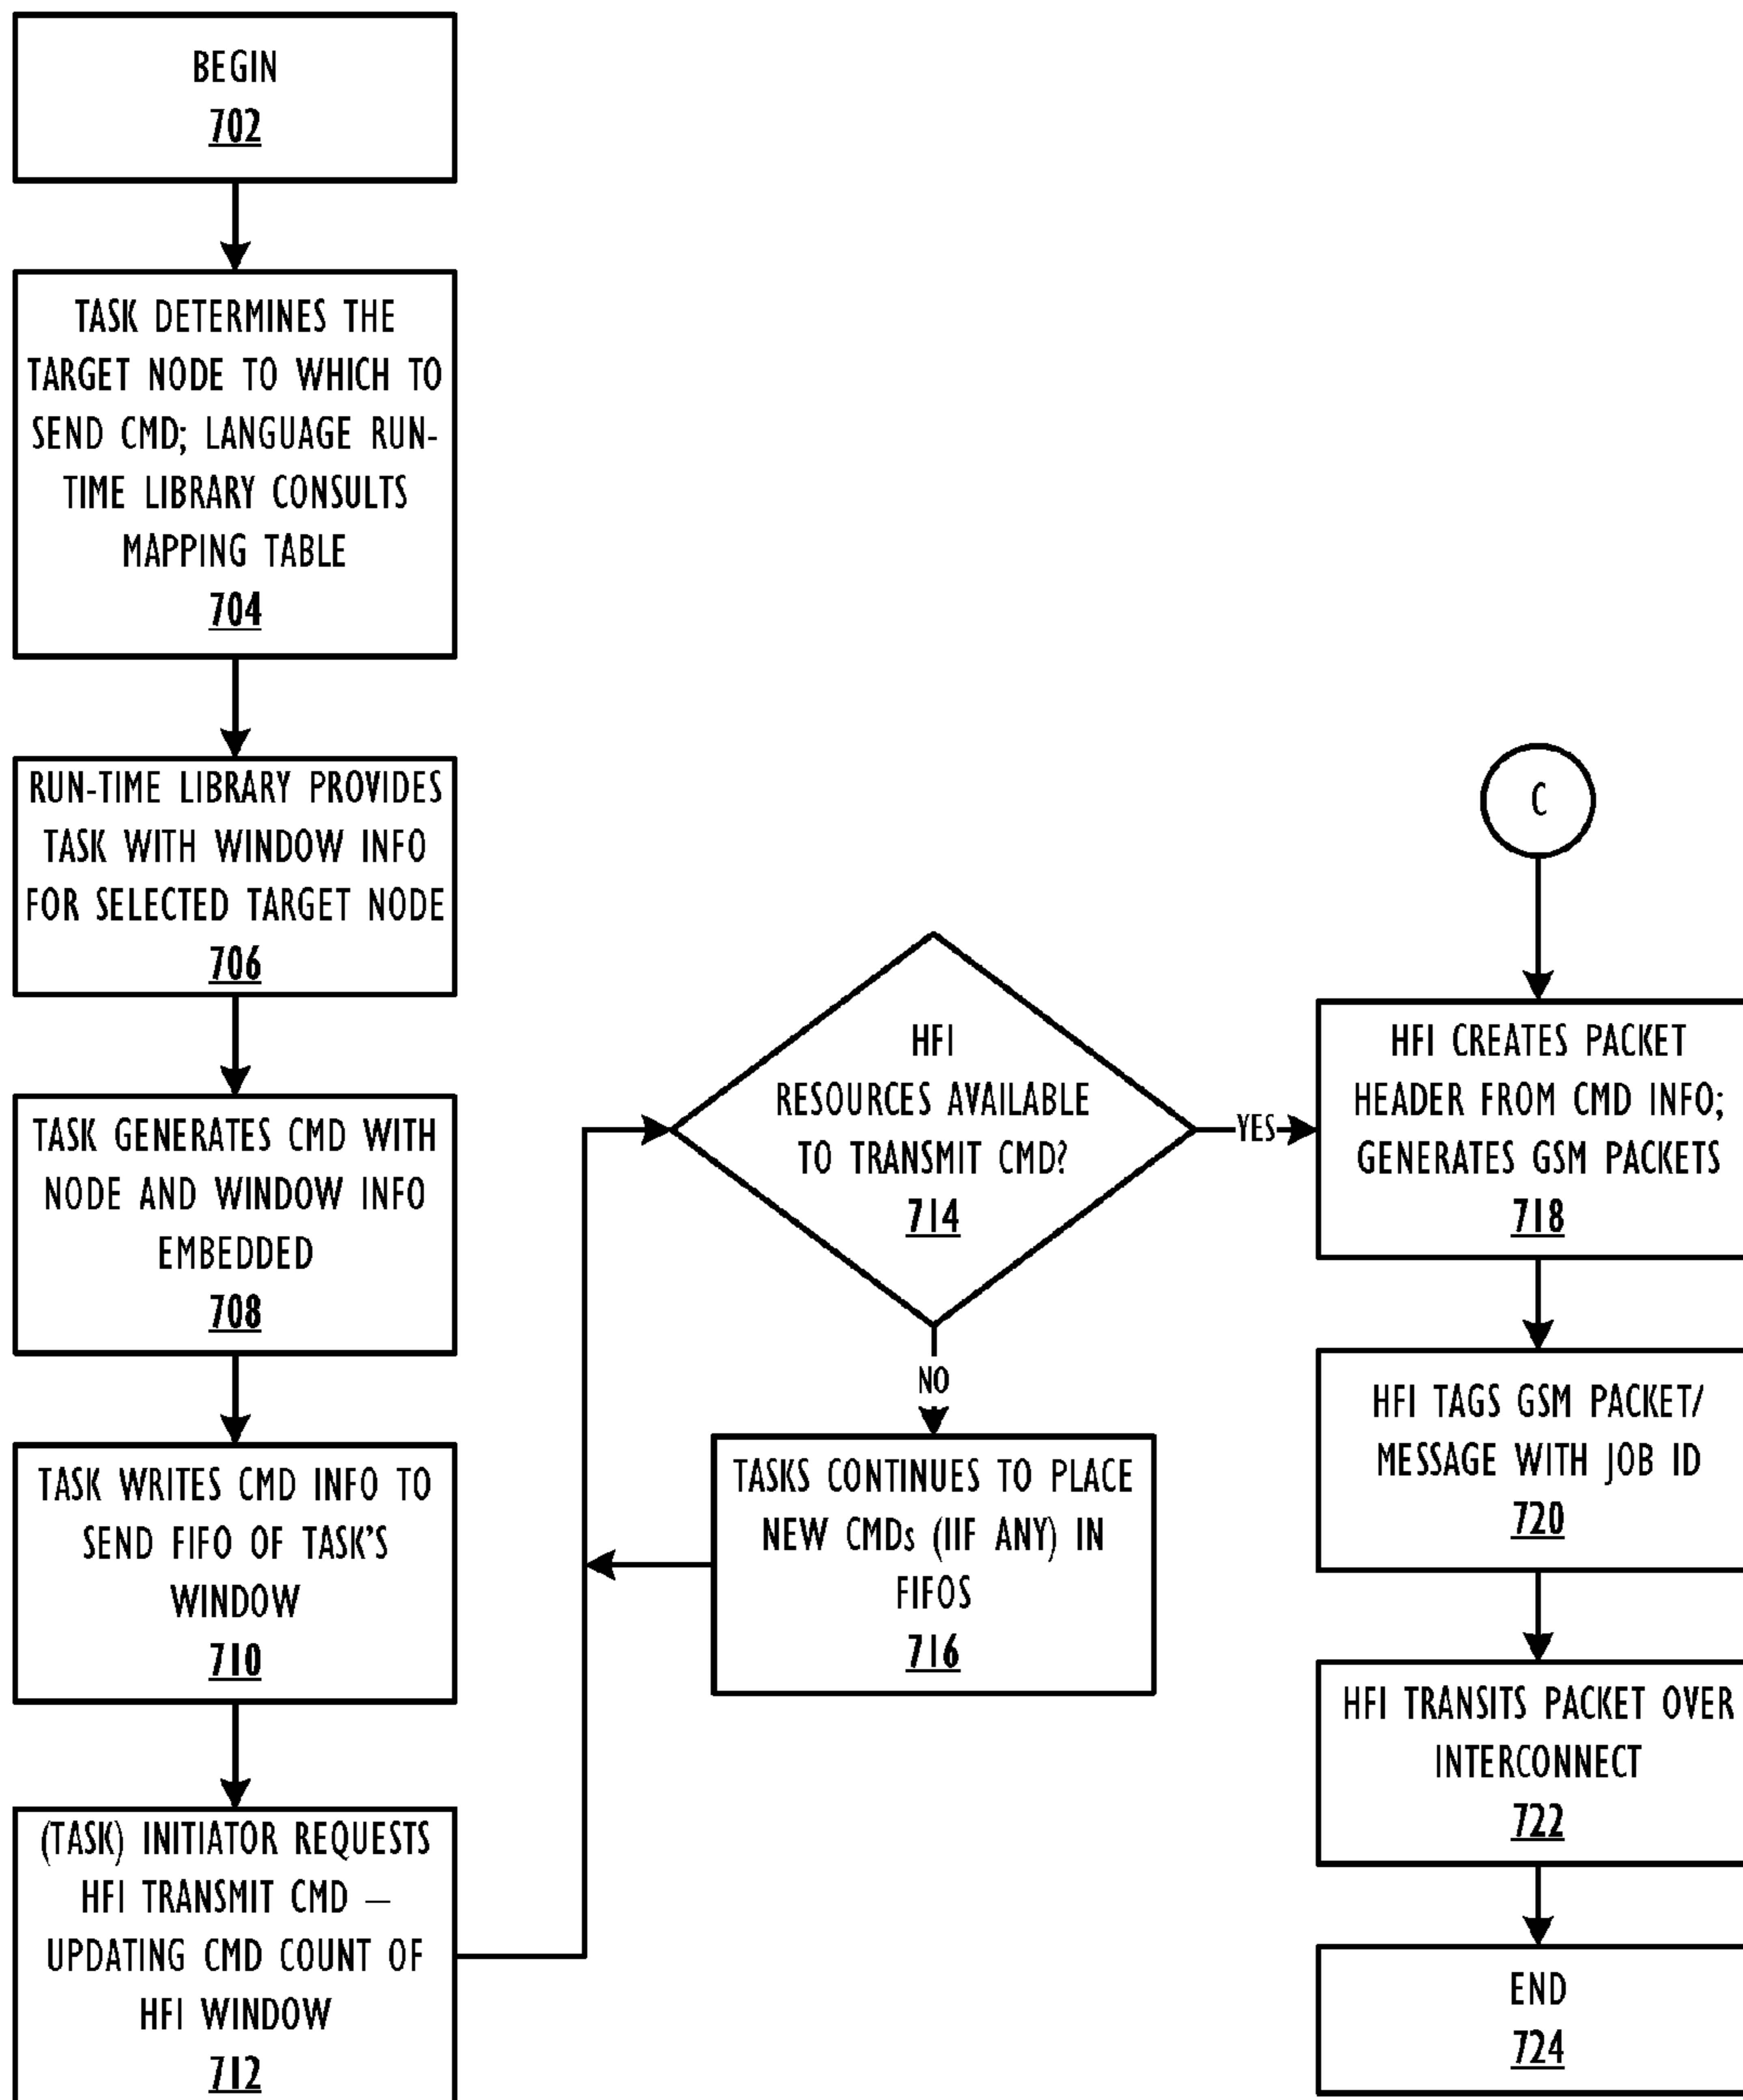 BEGIN
702
TASK DETERMINES THE
TARGET NODE TO WHICH TO
SEND CMD; LANGUAGE RUN-
TIME LIBRARY CONSULTS
MAPPING TABLE
704
RUN-TIME LIBRARY PROVIDES
TASK WITH WINDOW INFO
FOR SELECTED TARGET NODE
706
TASK GENERATES CMD WITH
NODE AND WINDOW INFO
EMBEDDED
708
TASK WRITES CMD INFO TO
SEND FIFO OF TASK'S
WINDOW
710
(TASK) INITIATOR REQUESTS
HFI TRANSMIT CMD –
UPDATING CMD COUNT OF
HFI WINDOW
712
HFI
RESOURCES AVAILABLE
TO TRANSMIT CMD?
714
YES
NO
TASKS CONTINUES TO PLACE
NEW CMDs (IIF ANY) IN
FIFOS
716
C
HFI CREATES PACKET
HEADER FROM CMD INFO;
GENERATES GSM PACKETS
718
HFI TAGS GSM PACKET/
MESSAGE WITH JOB ID
720
HFI TRANSITS PACKET OVER
INTERCONNECT
722
END
724